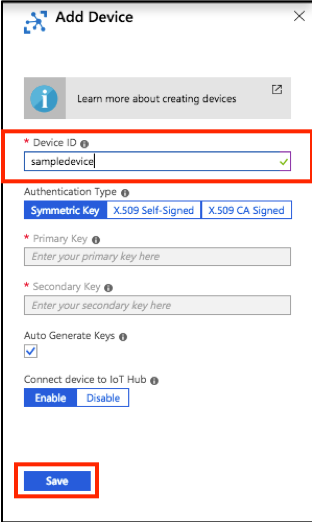 Add Device
Learn more about creating devices
* Device ID
sampledevice
Authentication Type
Symmetric Key X.509 Self-Signed X.509 CA Signed
* Primary Key
Enter your primary key here
* Secondary Key
Enter your secondary key here
Auto Generate Keys
Connect device to IoT Hub
Enable Disable
Save